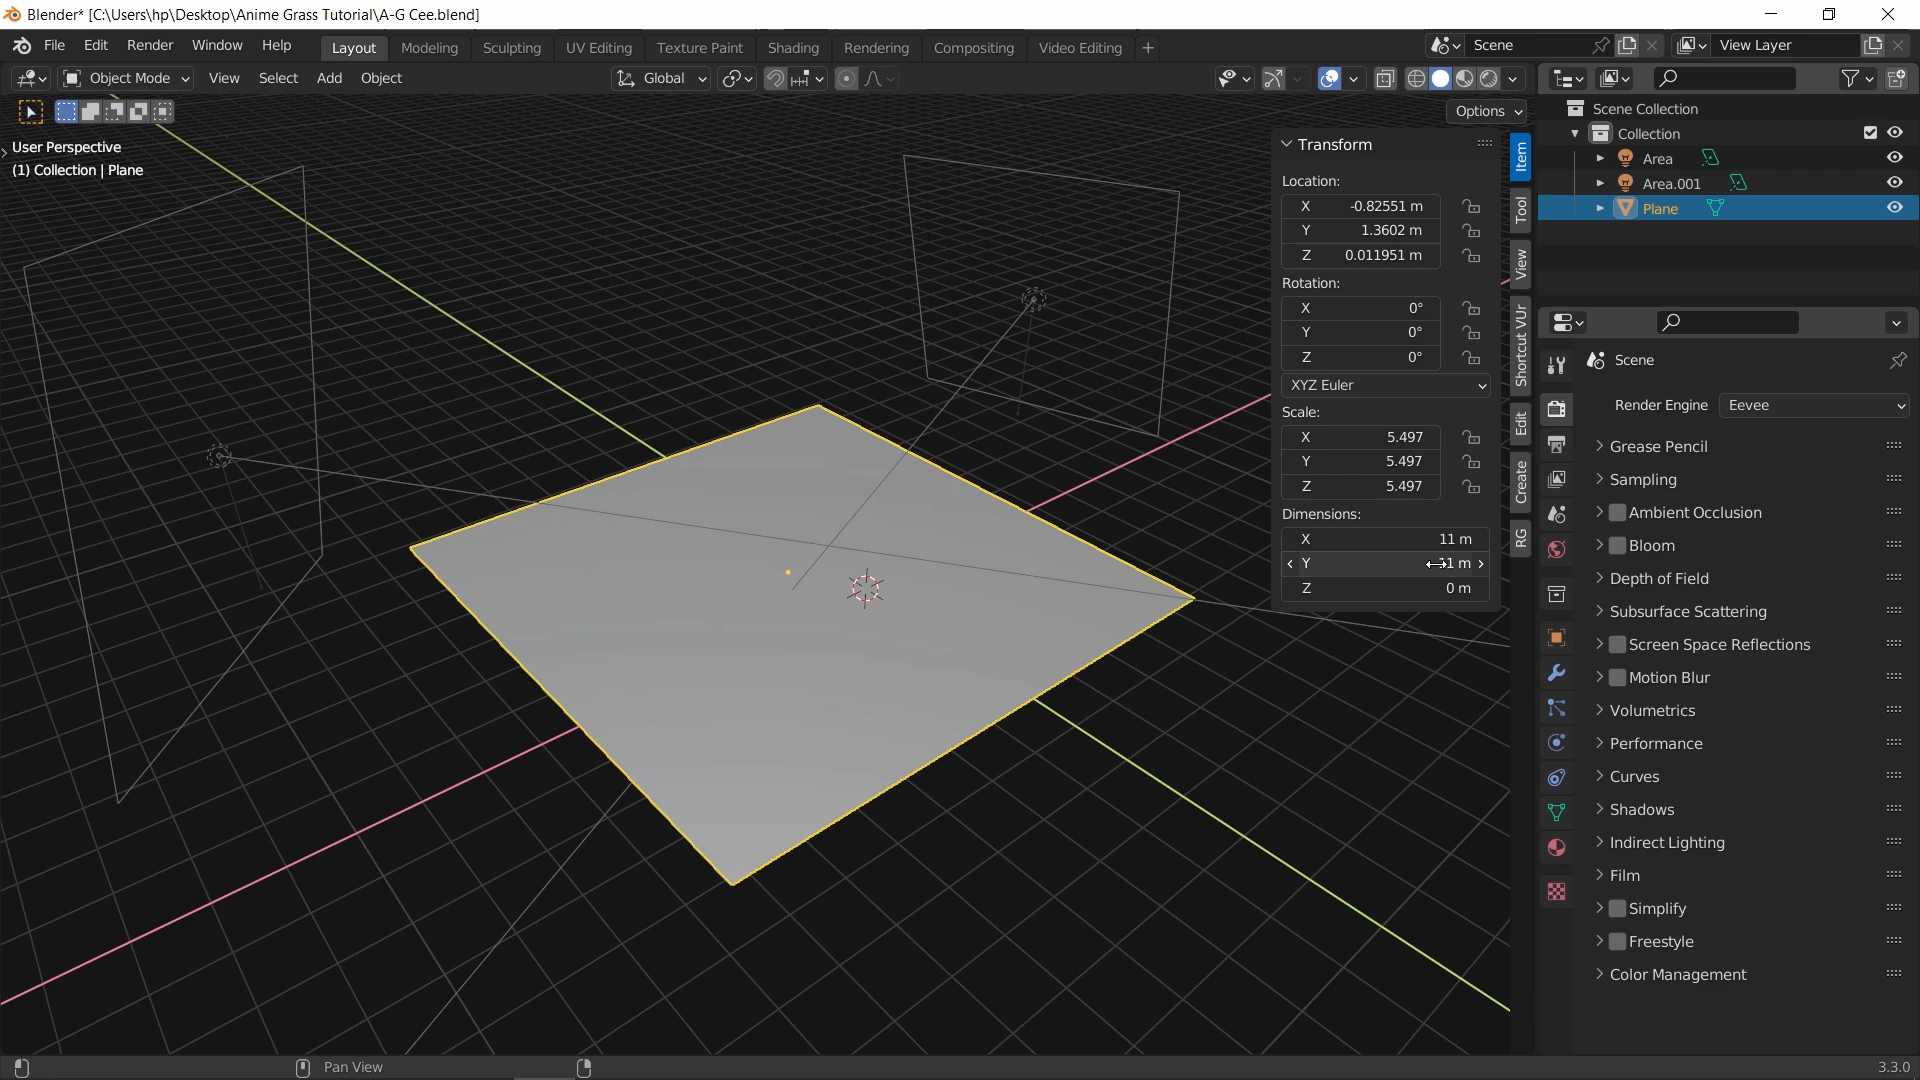 Blender* [C:\Users\hp\Desktop\Anime Grass Tutorial\A-G Cee.blend]
File Edit Render Window Help Layout Modeling Sculpting UV Editing Texture Paint Shading Rendering Compositing Video Editing + Scene View Layer
Object Mode View Select Add Object Global
Options
User Perspective
(1) Collection | Plane
Transform
Location:
X -0.82551 m
Y 1.3602 m
Z 0.011951 m
Rotation:
X 0°
Y 0°
Z 0°
XYZ Euler
Scale:
X 5.497
Y 5.497
Z 5.497
Dimensions:
X 11 m
Y 1 m
Z 0 m
Item
Tool
View
Shortcut VUr
Edit
Create
RG
Scene Collection
Collection
Area
Area.001
Plane
Scene
Render Engine Eevee
Grease Pencil
Sampling
Ambient Occlusion
Bloom
Depth of Field
Subsurface Scattering
Screen Space Reflections
Motion Blur
Volumetrics
Performance
Curves
Shadows
Indirect Lighting
Film
Simplify
Freestyle
Color Management
Pan View
3.3.0